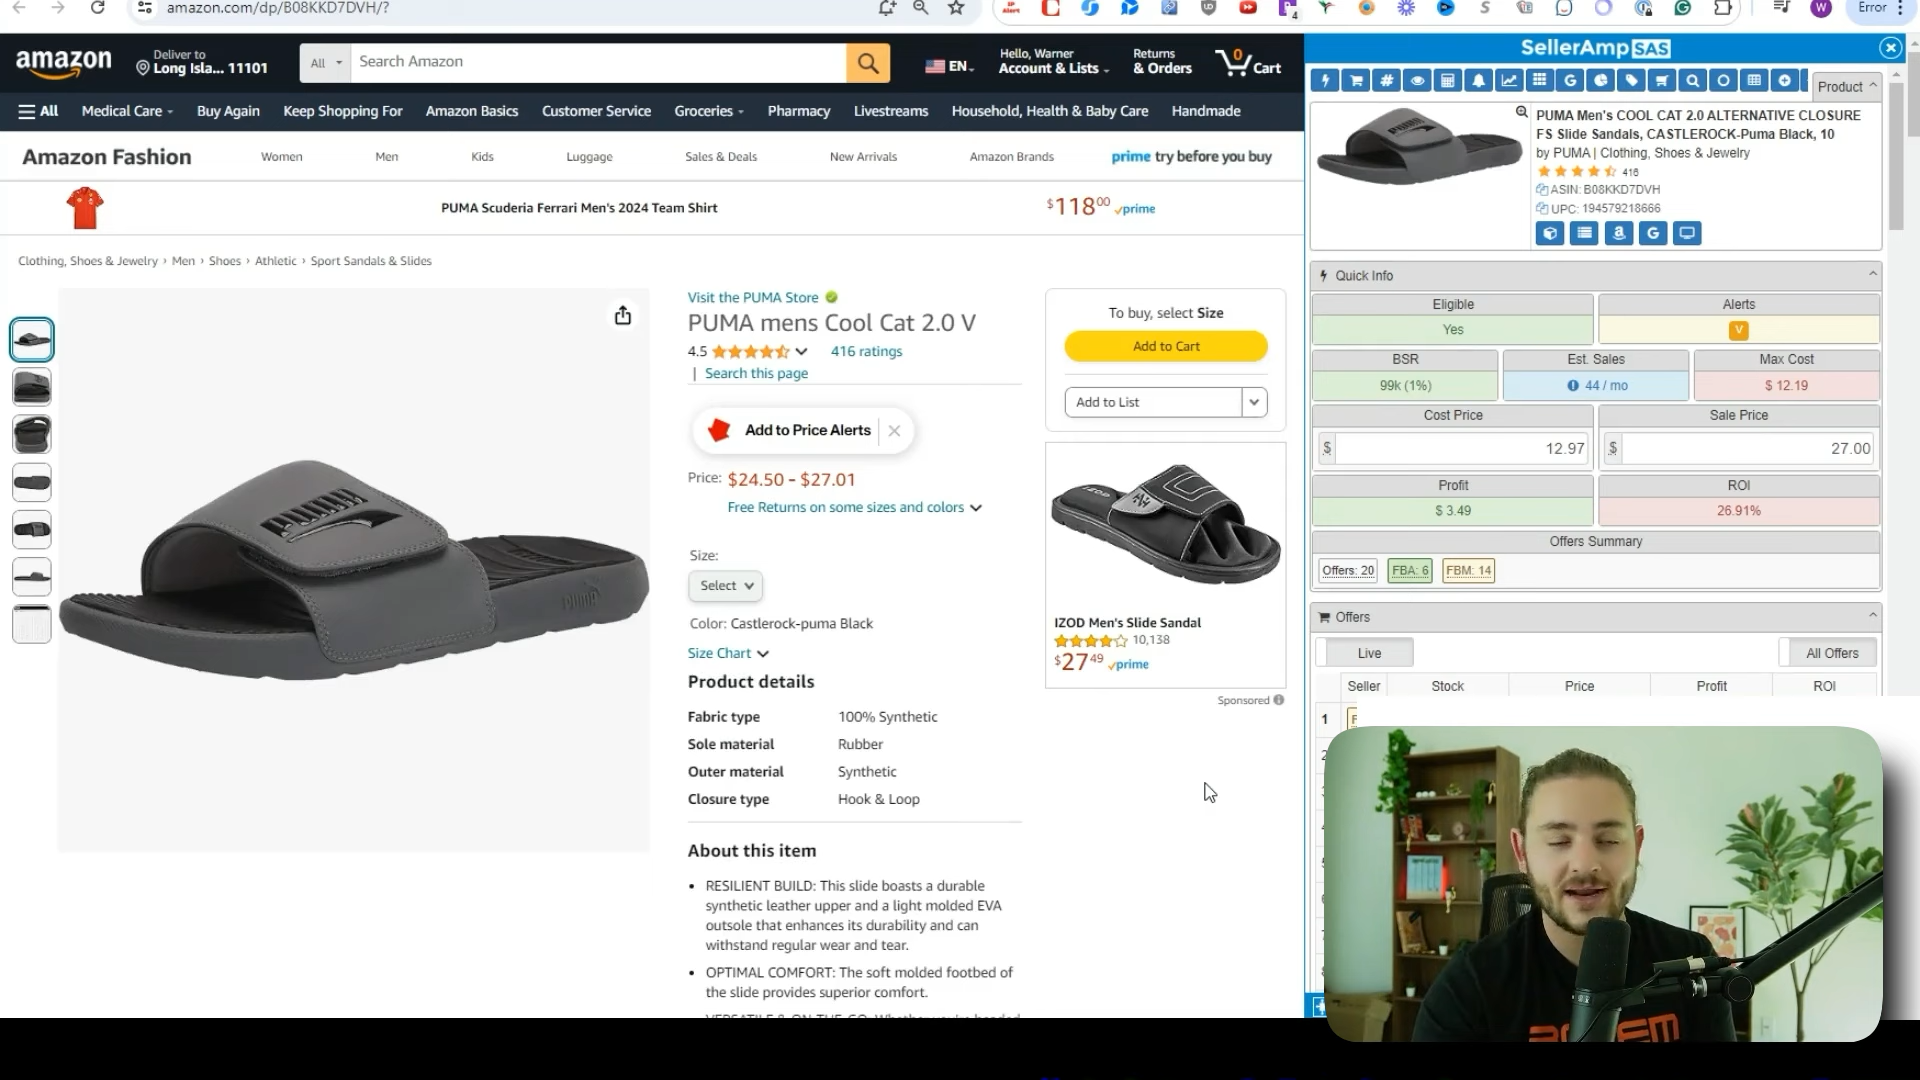 amazon.com/dp/B08KKD7DVH/?
Error
amazon
Deliver to
Long Isla... 11101
All
Search Amazon
EN
Hello, Warner
Account & Lists
Returns
& Orders
0
Cart
All
Medical Care
Buy Again
Keep Shopping For
Amazon Basics
Customer Service
Groceries
Pharmacy
Livestreams
Household, Health & Baby Care
Handmade
Amazon Fashion
Women
Men
Kids
Luggage
Sales & Deals
New Arrivals
Amazon Brands
prime try before you buy
PUMA Scuderia Ferrari Men's 2024 Team Shirt
$118.00 prime
Clothing, Shoes & Jewelry › Men › Shoes › Athletic › Sport Sandals & Slides
Visit the PUMA Store
PUMA mens Cool Cat 2.0 V
4.5
416 ratings
| Search this page
Add to Price Alerts
Price: $24.50 - $27.01
Free Returns on some sizes and colors
Size:
Select
Color: Castlerock-puma Black
Size Chart
Product details
Fabric type 100% Synthetic
Sole material Rubber
Outer material Synthetic
Closure type Hook & Loop
About this item
• RESILIENT BUILD: This slide boasts a durable
synthetic leather upper and a light molded EVA
outsole that enhances its durability and can
withstand regular wear and tear.
• OPTIMAL COMFORT: The soft molded footbed of
the slide provides superior comfort.
To buy, select Size
Add to Cart
Add to List
IZOD Men's Slide Sandal
10,138
$27.49 prime
Sponsored
SellerAmp SAS
Product
PUMA Men's COOL CAT 2.0 ALTERNATIVE CLOSURE
FS Slide Sandals, CASTLEROCK-Puma Black, 10
by PUMA | Clothing, Shoes & Jewelry
416
ASIN: B08KKD7DVH
UPC: 194579218666
Quick Info
Eligible
Alerts
Yes
V
BSR
Est. Sales
Max Cost
99k (1%)
44 / mo
$ 12.19
Cost Price
Sale Price
$ 12.97
$ 27.00
Profit
ROI
$ 3.49
26.91%
Offers Summary
Offers: 20
FBA: 6
FBM: 14
Offers
Live
All Offers
Seller
Stock
Price
Profit
ROI
1
PUMA
PUMA